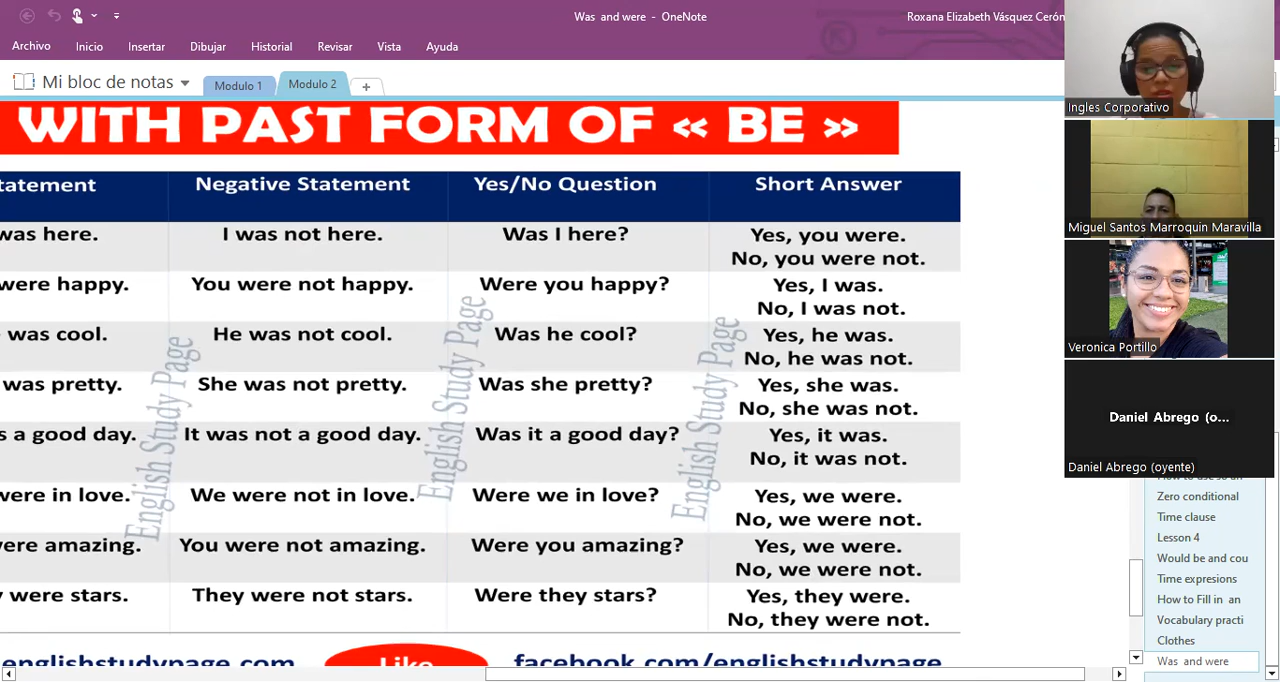 Was and were - OneNote
Roxana Elizabeth Vásquez Cerón
Archivo Inicio Insertar Dibujar Historial Revisar Vista Ayuda
Mi bloc de notas Modulo 1 Modulo 2 +
WITH PAST FORM OF « BE »
tatement Negative Statement Yes/No Question Short Answer
was here. I was not here. Was I here? Yes, you were.
No, you were not.
were happy. You were not happy. Were you happy? Yes, I was.
No, I was not.
was cool. He was not cool. Was he cool? Yes, he was.
No, he was not.
was pretty. She was not pretty. Was she pretty? Yes, she was.
No, she was not.
s a good day. It was not a good day. Was it a good day? Yes, it was.
No, it was not.
were in love. We were not in love. Were we in love? Yes, we were.
No, we were not.
ere amazing. You were not amazing. Were you amazing? Yes, we were.
No, we were not.
y were stars. They were not stars. Were they stars? Yes, they were.
No, they were not.
English Study Page
English Study Page
English Study Page
englishstudypage.com Like facebook.com/englishstudypage
Ingles Corporativo
Miguel Santos Marroquin Maravilla
Veronica Portillo
Daniel Abrego (o...
Daniel Abrego (oyente)
Zero conditional
Time clause
Lesson 4
Would be and cou
Time expresions
How to Fill in an
Vocabulary practi
Clothes
Was and were